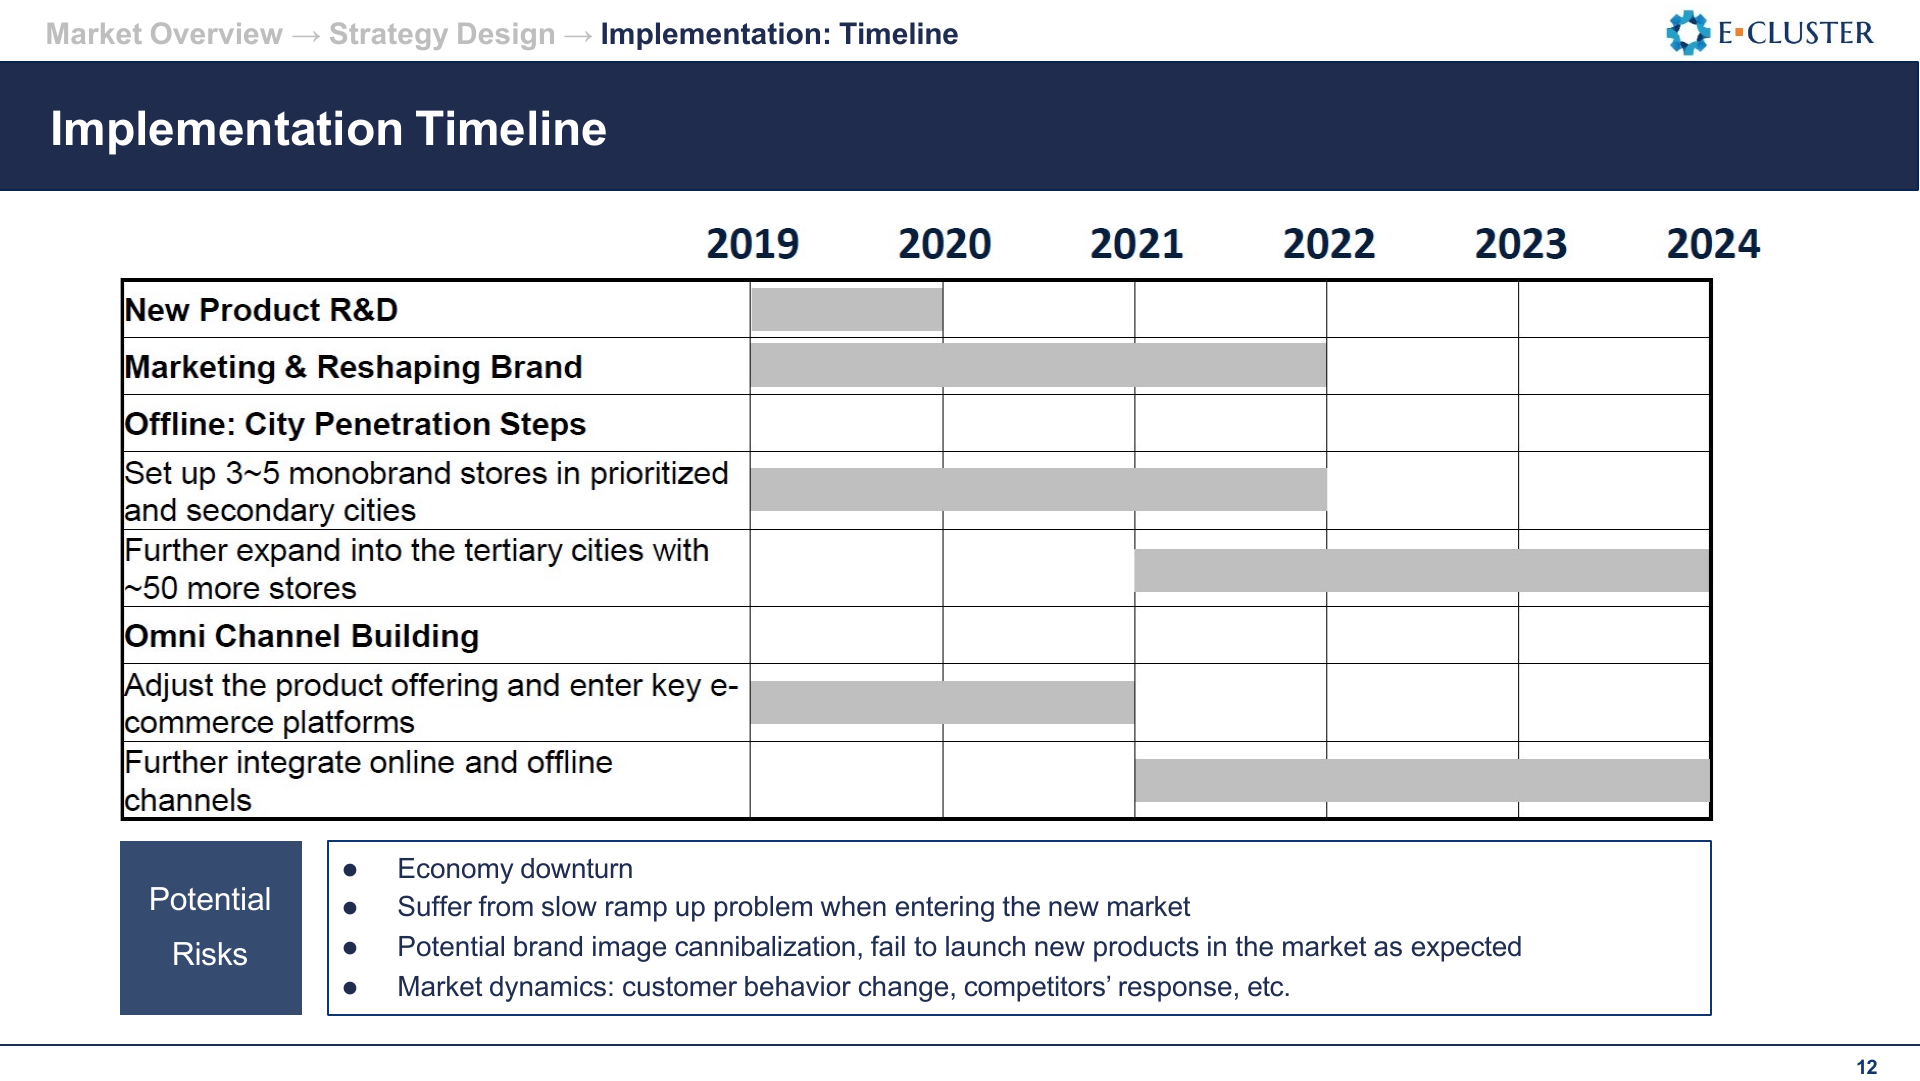 Market Overview → Strategy Design → Implementation: Timeline
E▪CLUSTER
Implementation Timeline
2019 2020 2021 2022 2023 2024
New Product R&D
Marketing & Reshaping Brand
Offline: City Penetration Steps
Set up 3~5 monobrand stores in prioritized
and secondary cities
Further expand into the tertiary cities with
~50 more stores
Omni Channel Building
Adjust the product offering and enter key e-
commerce platforms
Further integrate online and offline
channels
Potential
Risks
● Economy downturn
● Suffer from slow ramp up problem when entering the new market
● Potential brand image cannibalization, fail to launch new products in the market as expected
● Market dynamics: customer behavior change, competitors’ response, etc.
12